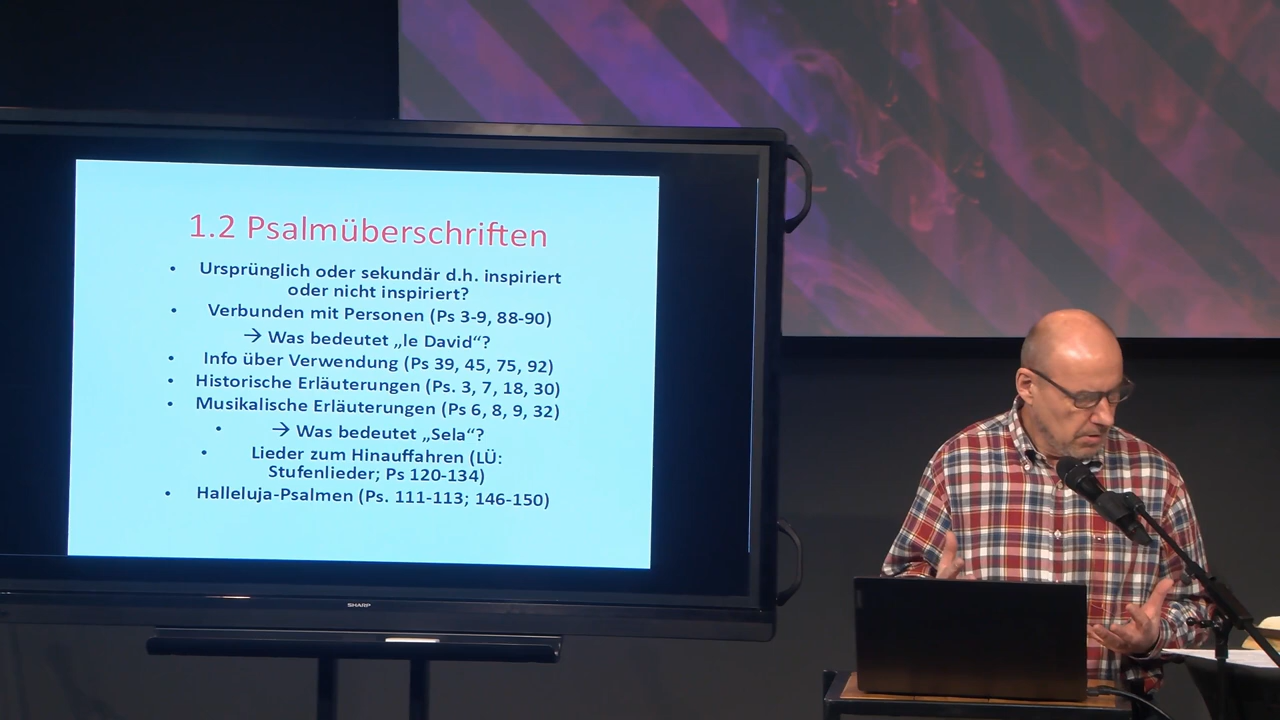 1.2 Psalmüberschriften
• Ursprünglich oder sekundär d.h. inspiriert
oder nicht inspiriert?
• Verbunden mit Personen (Ps 3-9, 88-90)
→ Was bedeutet „le David“?
• Info über Verwendung (Ps 39, 45, 75, 92)
• Historische Erläuterungen (Ps. 3, 7, 18, 30)
• Musikalische Erläuterungen (Ps 6, 8, 9, 32)
• → Was bedeutet „Sela“?
• Lieder zum Hinauffahren (LÜ:
Stufenlieder; Ps 120-134)
• Halleluja-Psalmen (Ps. 111-113; 146-150)
SHARP